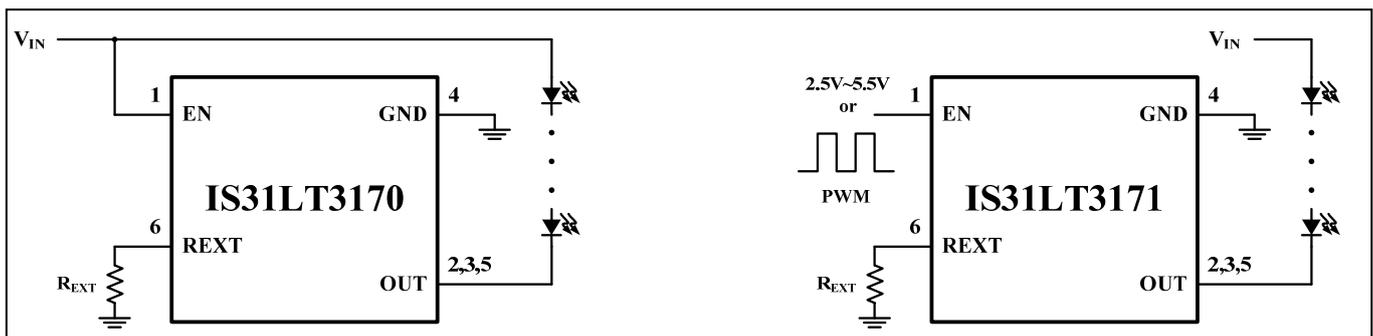 VIN
1
EN
4
GND
IS31LT3170
6
REXT
REXT
2,3,5
OUT
VIN
2.5V~5.5V
or
PWM
1
EN
4
GND
IS31LT3171
6
REXT
REXT
2,3,5
OUT